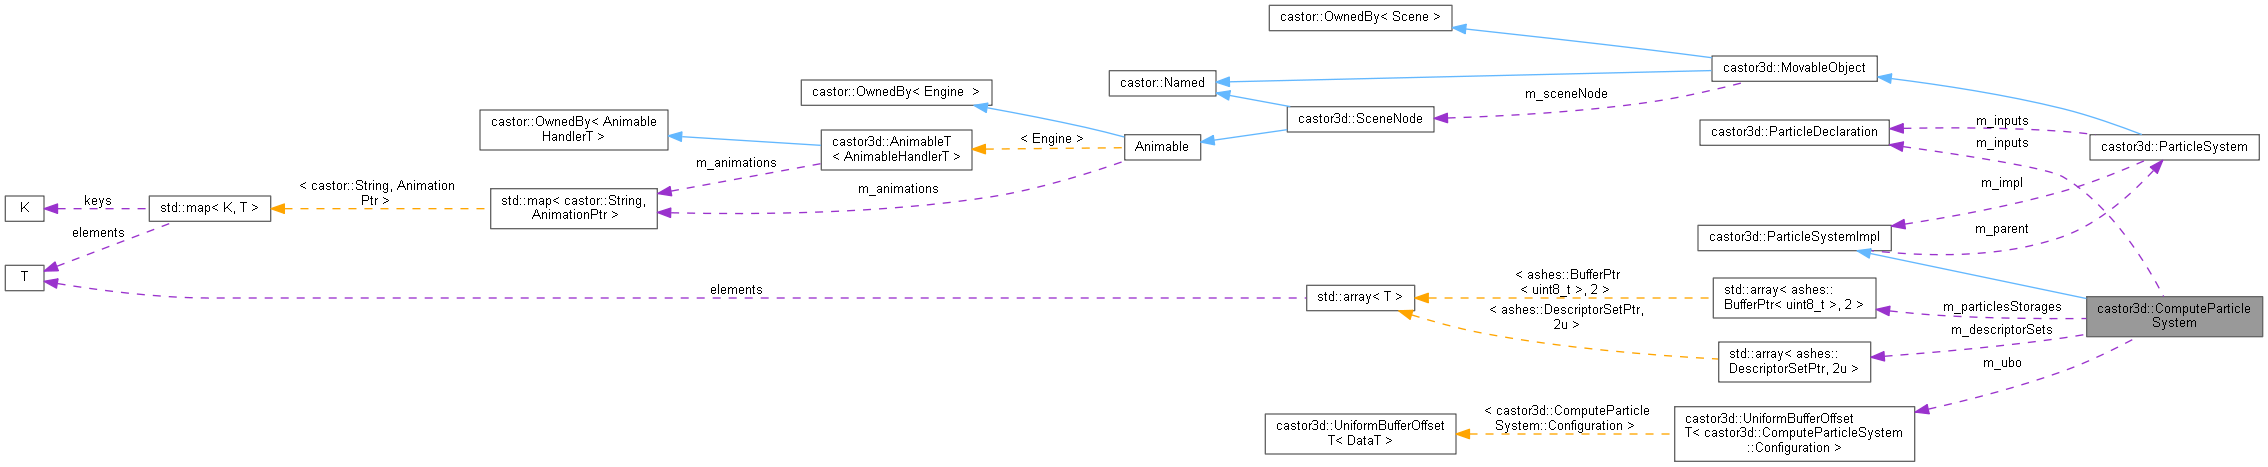 castor::OwnedBy< Scene >
castor3d::MovableObject
castor::Named
castor::OwnedBy< Engine  >
m_sceneNode
castor::OwnedBy< Animable
HandlerT >
castor3d::SceneNode
m_inputs
castor3d::ParticleDeclaration
castor3d::AnimableT
< AnimableHandlerT >
< Engine >
Animable
m_inputs
castor3d::ParticleSystem
m_animations
m_impl
< castor::String, Animation
Ptr >
m_animations
keys
K
std::map< K, T >
std::map< castor::String,
AnimationPtr >
elements
castor3d::ParticleSystemImpl
m_parent
T
elements
< ashes::BufferPtr
< uint8_t >, 2 >
std::array< T >
std::array< ashes::
BufferPtr< uint8_t >, 2 >
m_particlesStorages
castor3d::ComputeParticle
System
< ashes::DescriptorSetPtr,
2u >
m_descriptorSets
std::array< ashes::
DescriptorSetPtr, 2u >
m_ubo
castor3d::UniformBufferOffset
T< DataT >
< castor3d::ComputeParticle
System::Configuration >
castor3d::UniformBufferOffset
T< castor3d::ComputeParticleSystem
::Configuration >